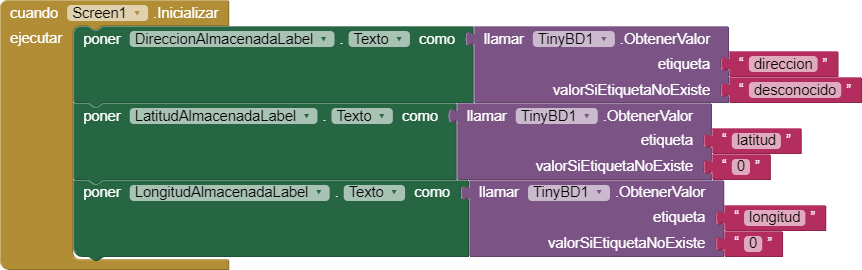 cuando Screen1 .Inicializar
ejecutar poner DireccionAlmacenadaLabel . Texto como llamar TinyBD1 .ObtenerValor
etiqueta " direccion "
valorSiEtiquetaNoExiste " desconocido "
poner LatitudAlmacenadaLabel . Texto como llamar TinyBD1 .ObtenerValor
etiqueta " latitud "
valorSiEtiquetaNoExiste " 0 "
poner LongitudAlmacenadaLabel . Texto como llamar TinyBD1 .ObtenerValor
etiqueta " longitud "
valorSiEtiquetaNoExiste " 0 "